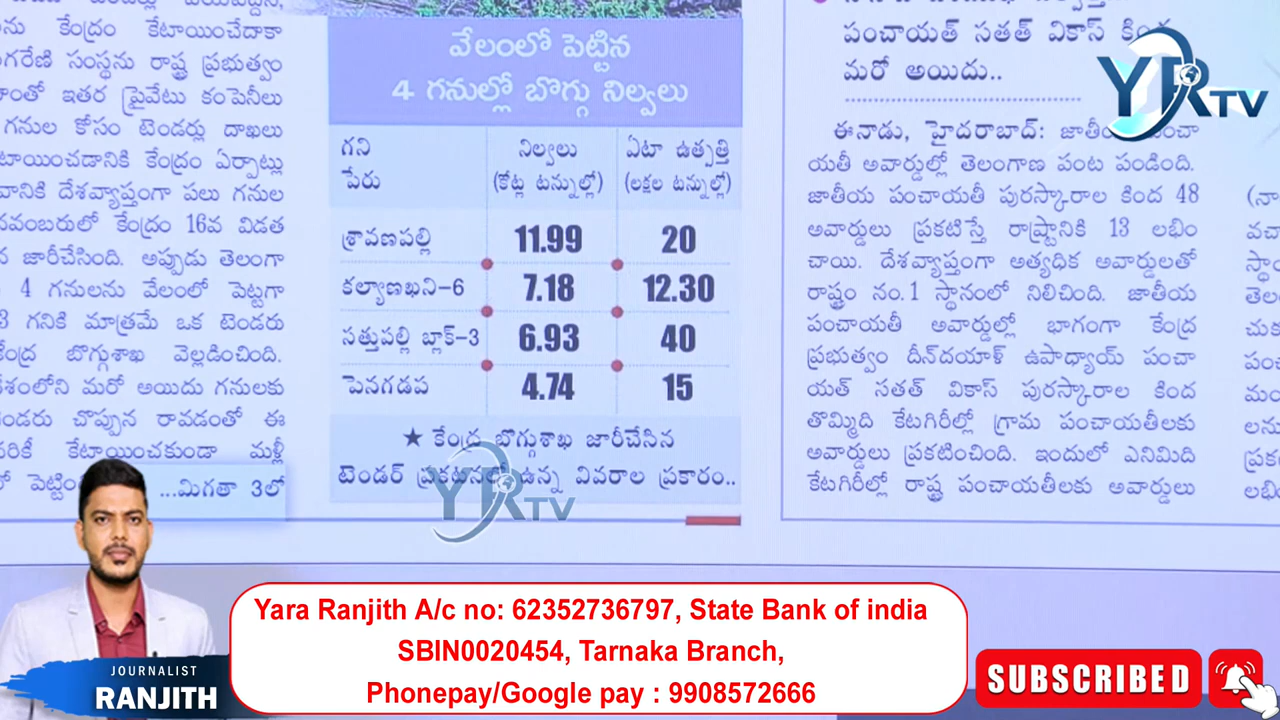 ను కేంద్రం కేటాయించేదాకా
గరేణి సంస్థను రాష్ట్ర ప్రభుత్వం
ంతో ఇతర ప్రైవేటు కంపెనీలు
గనుల కోసం టెండర్లు దాఖలు
టాయించడానికి కేంద్రం ఏర్పాట్లు
వానికి దేశవ్యాప్తంగా పలు గనుల
నవంబరులో కేంద్రం 16వ విడత
న జారీచేసింది. అప్పుడు తెలంగా
4 గనులను వేలంలో పెట్టగా
3 గనికి మాత్రమే ఒక టెండరు
కేంద్ర బొగ్గుశాఖ వెల్లడించింది.
దేశంలోని మరో అయిదు గనులకు
ండరు చొప్పున రావడంతో ఈ
వరికీ కేటాయించకుండా మళ్లీ
లో పెట్టిం
...మిగతా 3లో
వేలంలో పెట్టిన
4 గనుల్లో బొగ్గు నిల్వలు
గని పేరు నిల్వలు (కోట్ల టన్నుల్లో) ఏటా ఉత్పత్తి (లక్షల టన్నుల్లో)
శ్రావణపల్లి 11.99 20
కల్యాణఖని-6 7.18 12.30
సత్తుపల్లి బ్లాక్-3 6.93 40
పెనగడప 4.74 15
★ కేంద్ర బొగ్గుశాఖ జారీచేసిన
టెండర్ ప్రకటనలో ఉన్న వివరాల ప్రకారం..
పంచాయత్ సతత్ వికాస్ కింద
మరో అయిదు..
ఈనాడు, హైదరాబాద్: జాతీయ పంచా
యతీ అవార్డుల్లో తెలంగాణ పంట పండింది.
జాతీయ పంచాయతీ పురస్కారాల కింద 48
అవార్డులు ప్రకటిస్తే రాష్ట్రానికి 13 లభిం
చాయి. దేశవ్యాప్తంగా అత్యధిక అవార్డులతో
రాష్ట్రం నం.1 స్థానంలో నిలిచింది. జాతీయ
పంచాయతీ అవార్డుల్లో భాగంగా కేంద్ర
ప్రభుత్వం దీన్‌దయాళ్ ఉపాధ్యాయ్ పంచా
యత్ సతత్ వికాస్ పురస్కారాల కింద
తొమ్మిది కేటగిరీల్లో గ్రామ పంచాయతీలకు
అవార్డులు ప్రకటించింది. ఇందులో ఎనిమిది
కేటగిరీల్లో రాష్ట్ర పంచాయతీలకు అవార్డులు
YR TV
YR TV
JOURNALIST
RANJITH
Yara Ranjith A/c no: 62352736797, State Bank of india
SBIN0020454, Tarnaka Branch,
Phonepay/Google pay : 9908572666
SUBSCRIBED